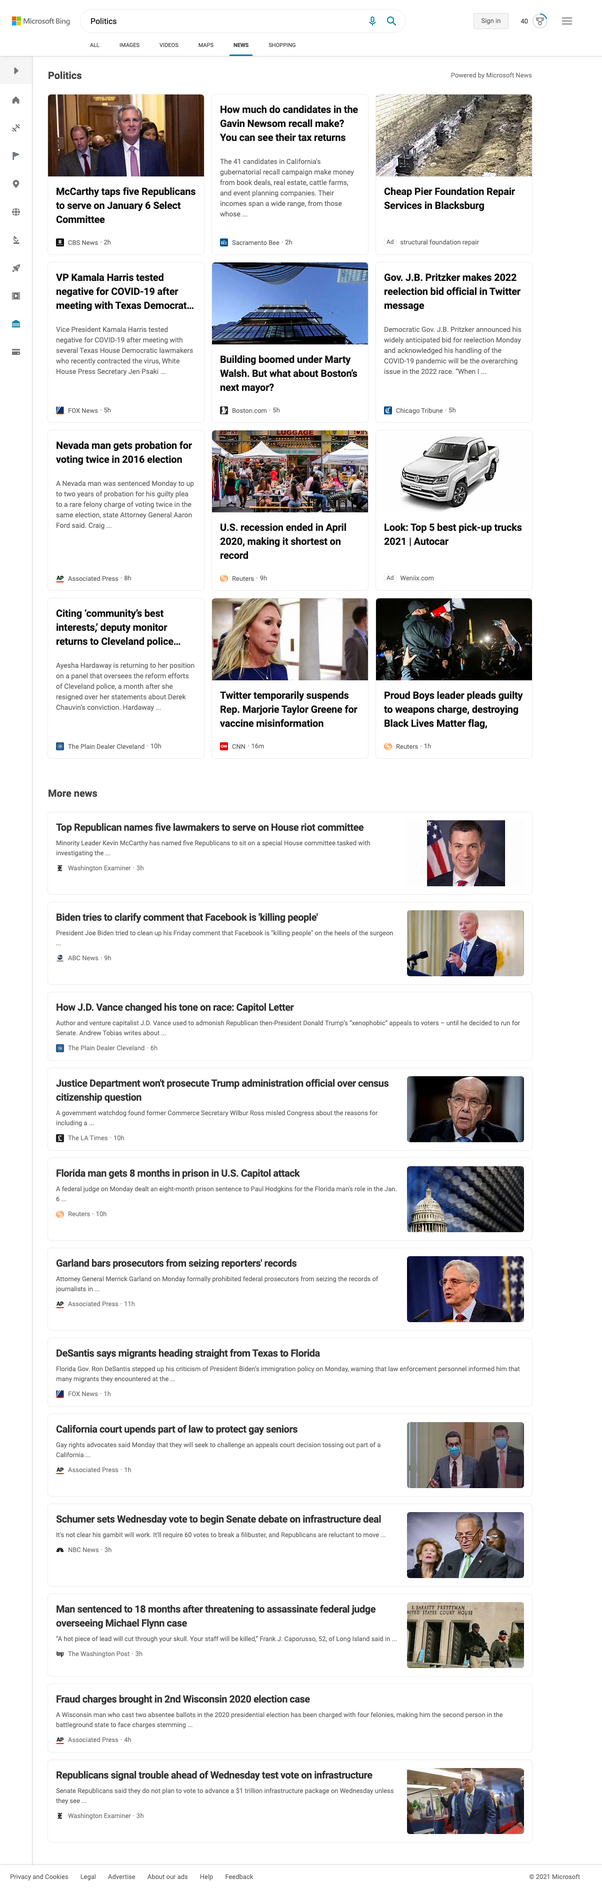 Microsoft Bing
Politics
Sign in
40
ALL
IMAGES
VIDEOS
MAPS
NEWS
SHOPPING
Politics
Powered by Microsoft News
McCarthy taps five Republicans
to serve on January 6 Select
Committee
CBS News · 2h
How much do candidates in the
Gavin Newsom recall make?
You can see their tax returns
The 41 candidates in California's
gubernatorial recall campaign make money
from book deals, real estate, cattle farms,
and event planning companies. Their
incomes span a wide range, from those
whose ...
Sacramento Bee · 2h
Cheap Pier Foundation Repair
Services in Blacksburg
Ad structural foundation repair
VP Kamala Harris tested
negative for COVID-19 after
meeting with Texas Democrat...
Vice President Kamala Harris tested
negative for COVID-19 after meeting with
several Texas House Democratic lawmakers
who recently contracted the virus, White
House Press Secretary Jen Psaki ...
FOX News · 5h
Building boomed under Marty
Walsh. But what about Boston's
next mayor?
Boston.com · 5h
Gov. J.B. Pritzker makes 2022
reelection bid official in Twitter
message
Democratic Gov. J.B. Pritzker announced his
widely anticipated bid for reelection Monday
and acknowledged his handling of the
COVID-19 pandemic will be the overarching
issue in the 2022 race. "When I ...
Chicago Tribune · 5h
Nevada man gets probation for
voting twice in 2016 election
A Nevada man was sentenced Monday to up
to two years of probation for his guilty plea
to a rare felony charge of voting twice in the
same election, state Attorney General Aaron
Ford said. Craig ...
AP Associated Press · 8h
LUGGAGE
U.S. recession ended in April
2020, making it shortest on
record
Reuters · 9h
Look: Top 5 best pick-up trucks
2021 | Autocar
Ad Weniix.com
Citing 'community's best
interests,' deputy monitor
returns to Cleveland police...
Ayesha Hardaway is returning to her position
on a panel that oversees the reform efforts
of Cleveland police, a month after she
resigned over her statements about Derek
Chauvin's conviction. Hardaway ...
The Plain Dealer Cleveland · 10h
Twitter temporarily suspends
Rep. Marjorie Taylor Greene for
vaccine misinformation
CNN · 16m
Proud Boys leader pleads guilty
to weapons charge, destroying
Black Lives Matter flag,
Reuters · 1h
More news
Top Republican names five lawmakers to serve on House riot committee
Minority Leader Kevin McCarthy has named five Republicans to sit on a special House committee tasked with
investigating the ...
Washington Examiner · 3h
Biden tries to clarify comment that Facebook is 'killing people'
President Joe Biden tried to clean up his Friday comment that Facebook is "killing people" on the heels of the surgeon
...
ABC News · 9h
How J.D. Vance changed his tone on race: Capitol Letter
Author and venture capitalist J.D. Vance used to admonish Republican then-President Donald Trump's "xenophobic" appeals to voters – until he decided to run for
Senate. Andrew Tobias writes about ...
The Plain Dealer Cleveland · 6h
Justice Department won't prosecute Trump administration official over census
citizenship question
A government watchdog found former Commerce Secretary Wilbur Ross misled Congress about the reasons for
including a ...
The LA Times · 10h
Florida man gets 8 months in prison in U.S. Capitol attack
A federal judge on Monday dealt an eight-month prison sentence to Paul Hodgkins for the Florida man's role in the Jan.
6 ...
Reuters · 10h
Garland bars prosecutors from seizing reporters' records
Attorney General Merrick Garland on Monday formally prohibited federal prosecutors from seizing the records of
journalists in ...
AP Associated Press · 11h
DeSantis says migrants heading straight from Texas to Florida
Florida Gov. Ron DeSantis stepped up his criticism of President Biden's immigration policy on Monday, warning that law enforcement personnel informed him that
many migrants they encountered at the ...
FOX News · 1h
California court upends part of law to protect gay seniors
Gay rights advocates said Monday that they will seek to challenge an appeals court decision tossing out part of a
California ...
AP Associated Press · 1h
Schumer sets Wednesday vote to begin Senate debate on infrastructure deal
It's not clear his gambit will work. It'll require 60 votes to break a filibuster, and Republicans are reluctant to move ...
NBC News · 3h
Man sentenced to 18 months after threatening to assassinate federal judge
overseeing Michael Flynn case
"A hot piece of lead will cut through your skull. Your staff will be killed," Frank J. Caporusso, 52, of Long Island said in ...
wp The Washington Post · 3h
E. BARRETT PRETTYMAN
UNITED STATES COURT HOUSE
Fraud charges brought in 2nd Wisconsin 2020 election case
A Wisconsin man who cast two absentee ballots in the 2020 presidential election has been charged with four felonies, making him the second person in the
battleground state to face charges stemming ...
AP Associated Press · 4h
Republicans signal trouble ahead of Wednesday test vote on infrastructure
Senate Republicans said they do not plan to vote to advance a $1 trillion infrastructure package on Wednesday unless
they see ...
Washington Examiner · 3h
Privacy and Cookies
Legal
Advertise
About our ads
Help
Feedback
© 2021 Microsoft